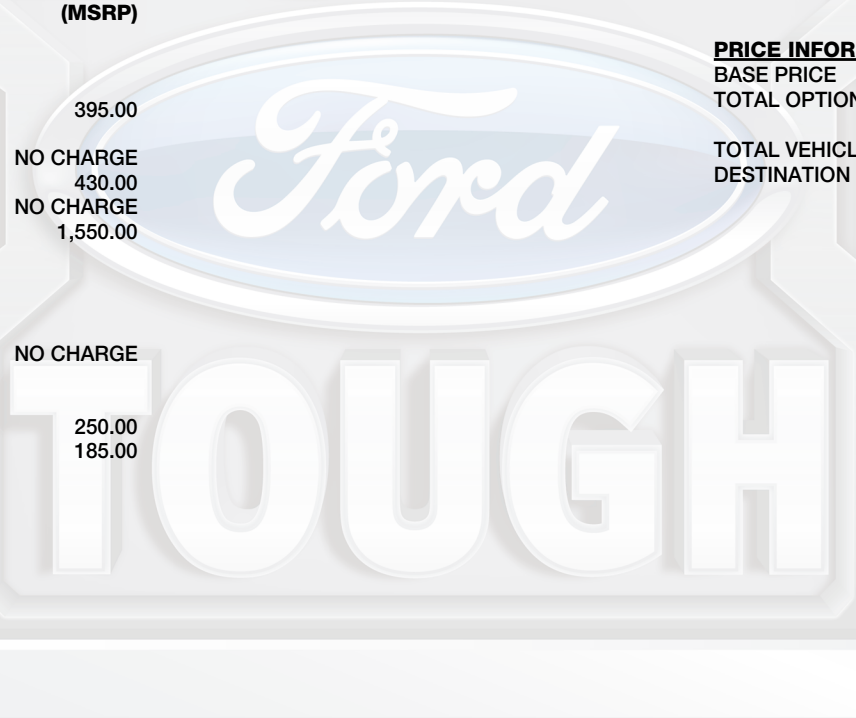 (MSRP)
395.00
NO CHARGE
430.00
NO CHARGE
1,550.00
NO CHARGE
250.00
185.00
PRICE INFOR
BASE PRICE
TOTAL OPTION
TOTAL VEHICL
DESTINATION
Ford
TOUGH